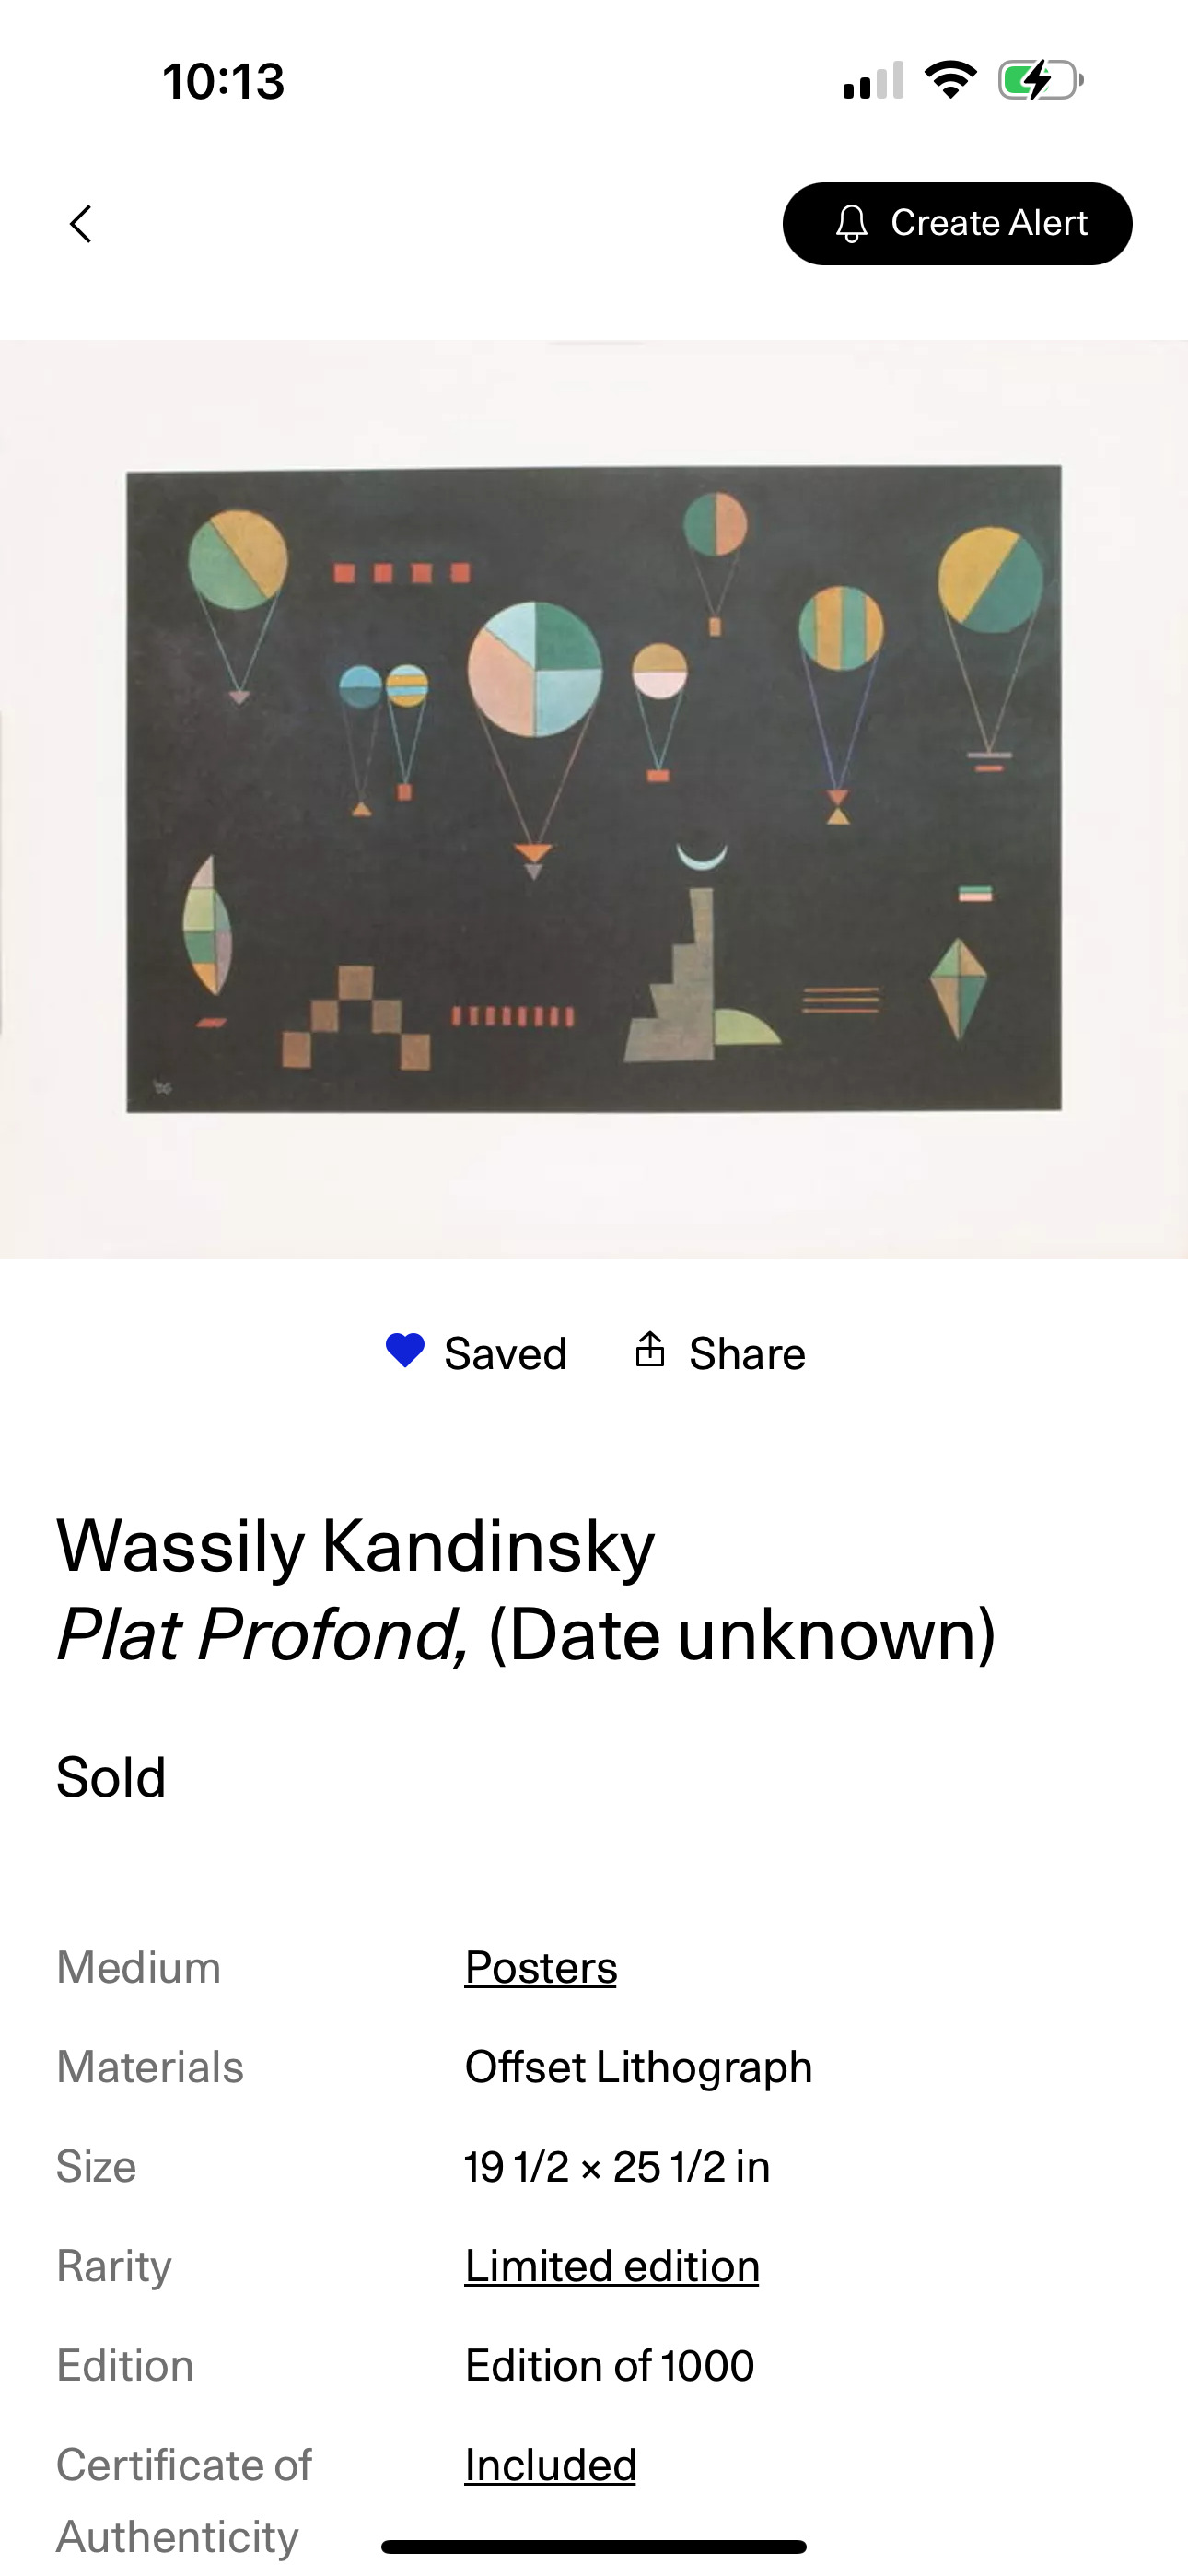 10:13
Create Alert
Saved
Share
Wassily Kandinsky
Plat Profond, (Date unknown)
Sold
Medium
Posters
Materials
Offset Lithograph
Size
19 1/2 × 25 1/2 in
Rarity
Limited edition
Edition
Edition of 1000
Certificate of
Authenticity
Included